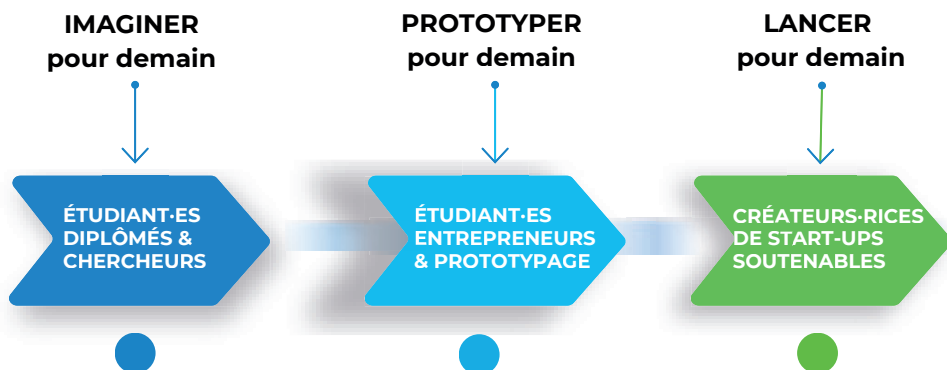 IMAGINER
pour demain
PROTOTYPER
pour demain
LANCER
pour demain
ÉTUDIANT·ES
DIPLÔMÉS &
CHERCHEURS
ÉTUDIANT·ES
ENTREPRENEURS
& PROTOTYPAGE
CRÉATEURS·RICES
DE START-UPS
SOUTENABLES